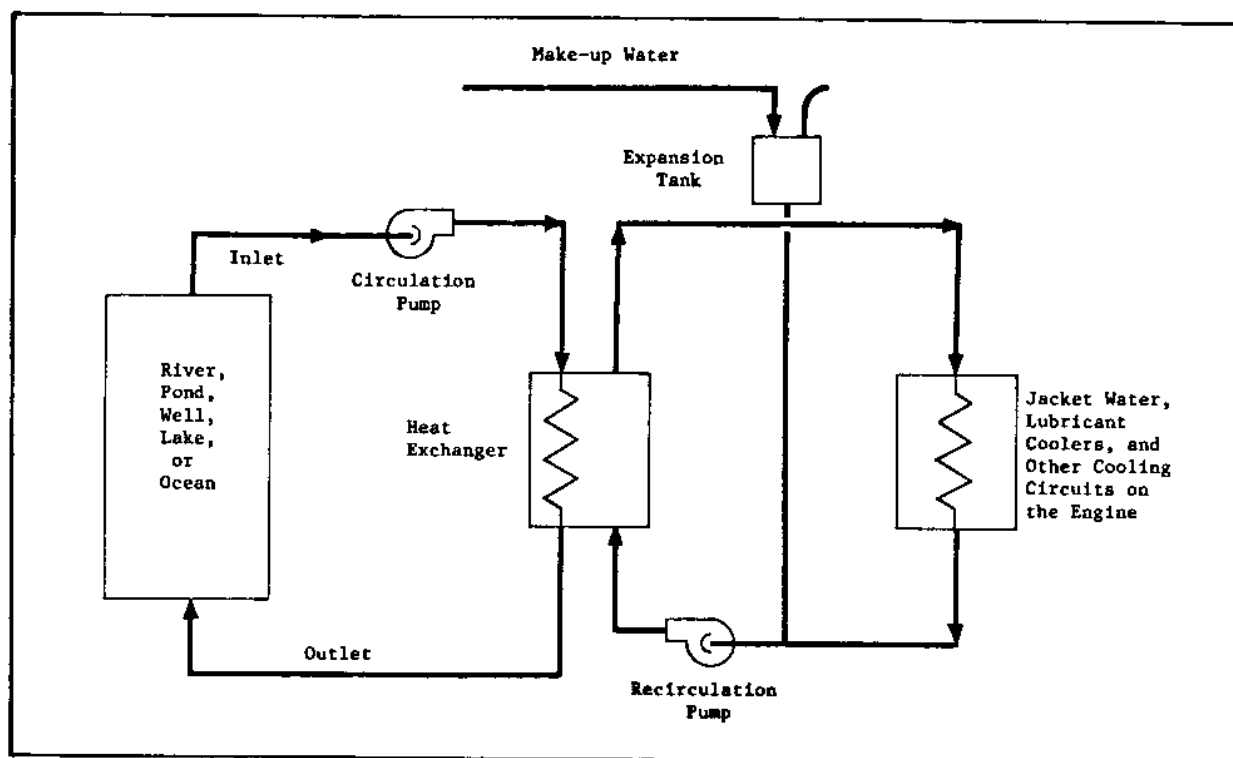 Make-up Water
Expansion
Tank
Inlet
Circulation
Pump
River,
Pond,
Well,
Lake,
or
Ocean
Heat
Exchanger
Jacket Water,
Lubricant
Coolers, and
Other Cooling
Circuits on
the Engine
Outlet
Recirculation
Pump